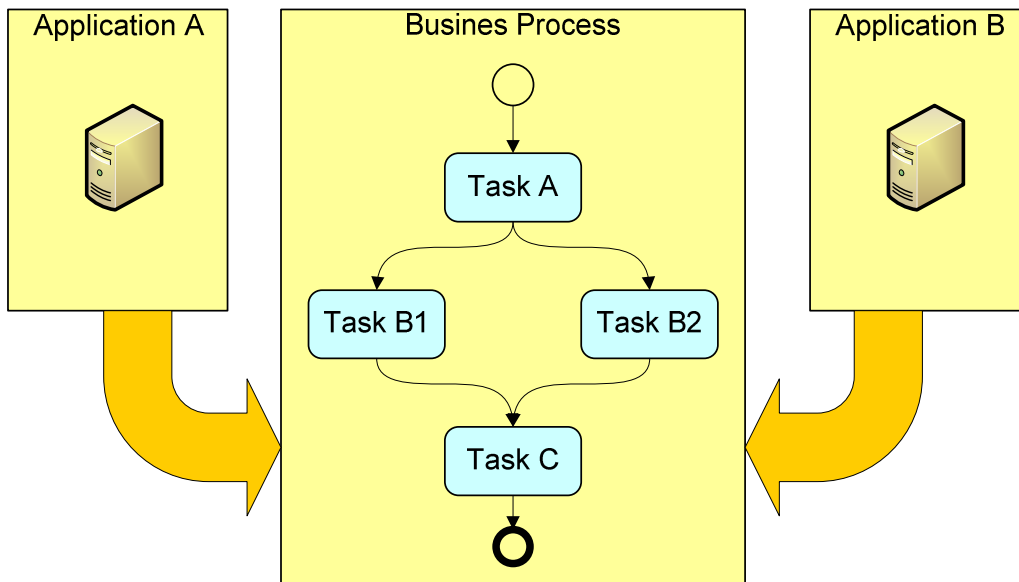 Application A
Busines Process
Application B
Task A
Task B1
Task B2
Task C